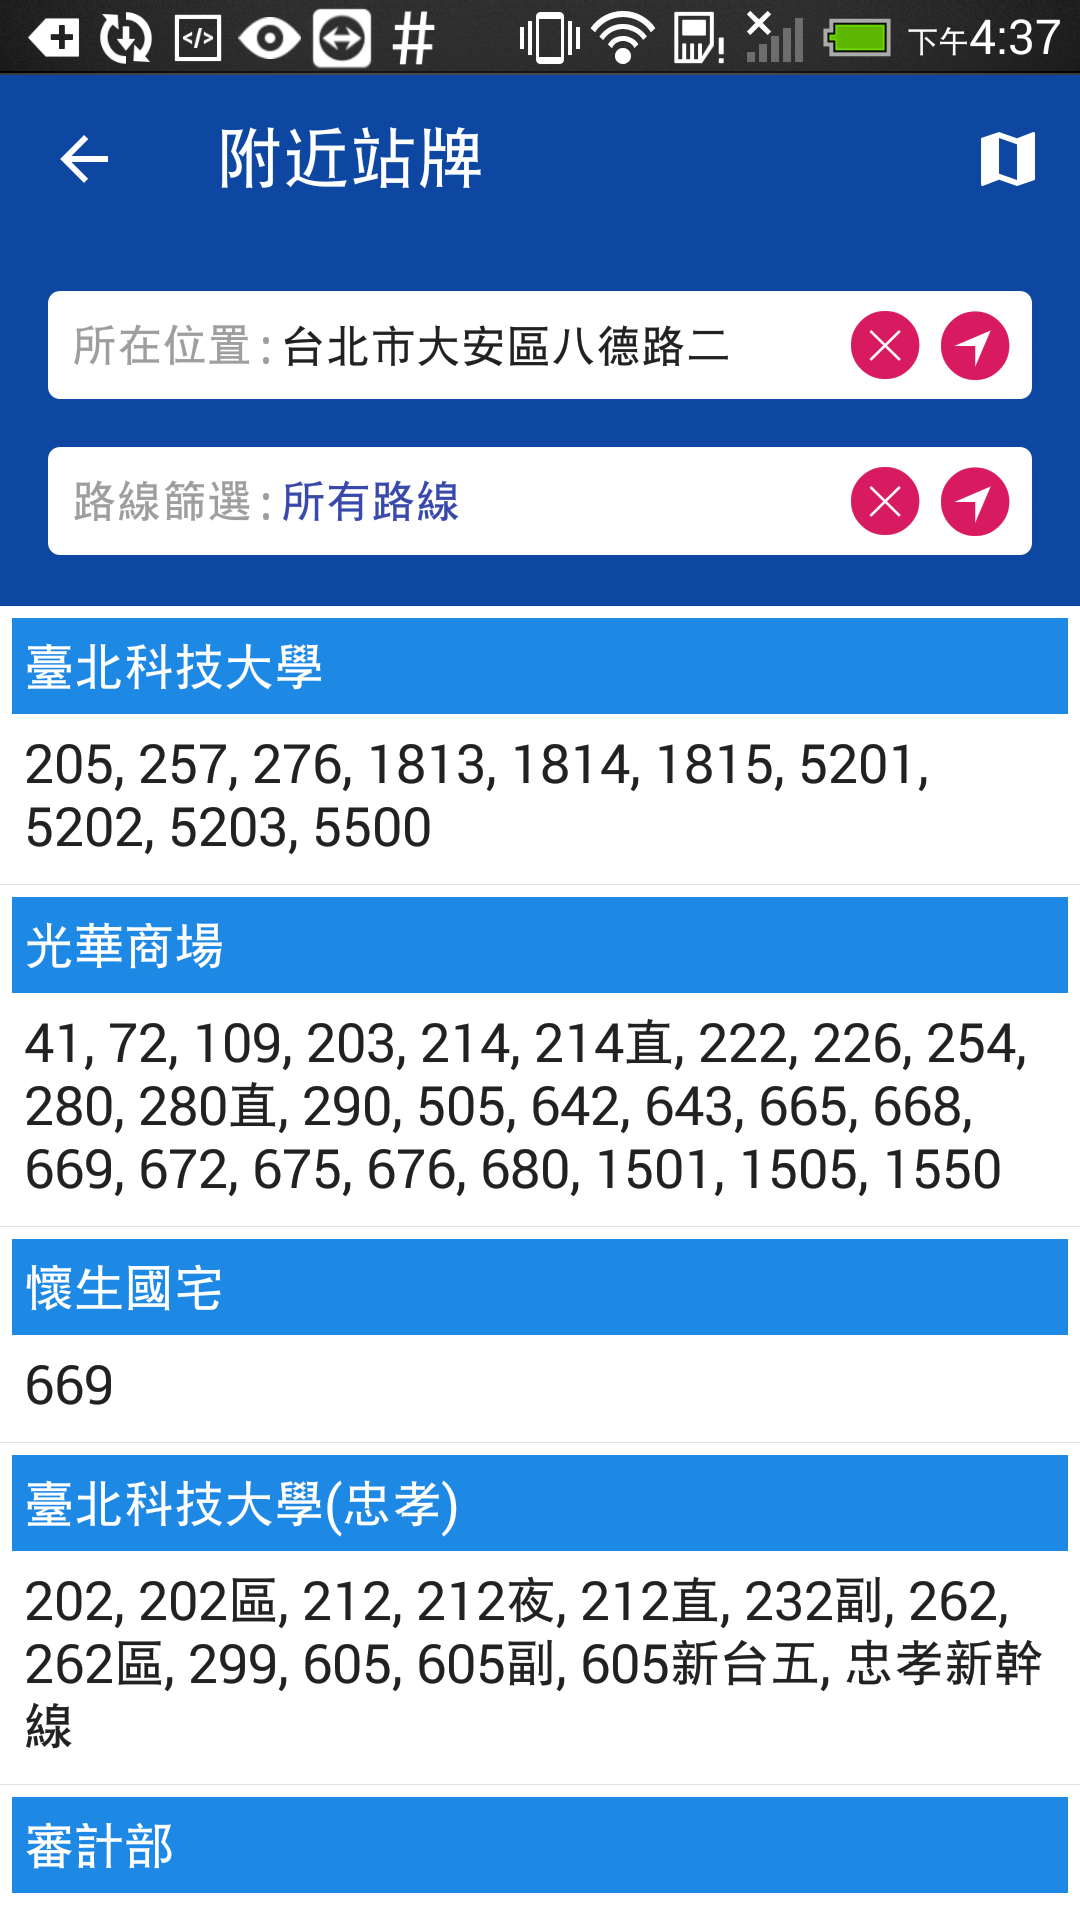 下午4:37
附近站牌
所在位置:台北市大安區八德路二
路線篩選:所有路線
臺北科技大學
205, 257, 276, 1813, 1814, 1815, 5201,
5202, 5203, 5500
光華商場
41, 72, 109, 203, 214, 214直, 222, 226, 254,
280, 280直, 290, 505, 642, 643, 665, 668,
669, 672, 675, 676, 680, 1501, 1505, 1550
懷生國宅
669
臺北科技大學(忠孝)
202, 202區, 212, 212夜, 212直, 232副, 262,
262區, 299, 605, 605副, 605新台五, 忠孝新幹
線
審計部